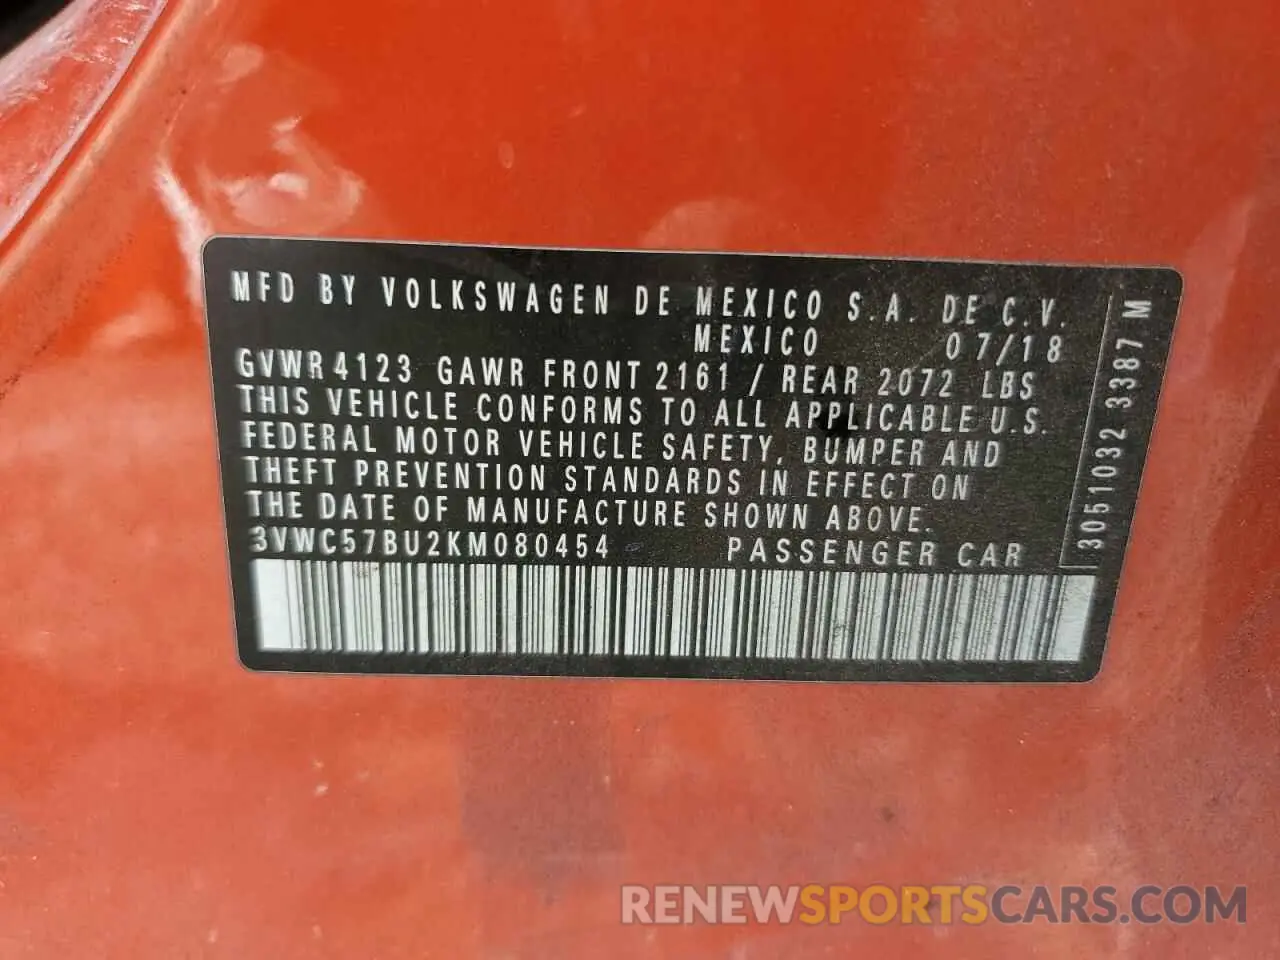 MFD BY VOLKSWAGEN DE MEXICO S.A. DE C.V.
MEXICO 07/18
GVWR 4123 GAWR FRONT 2161 / REAR 2072 LBS
THIS VEHICLE CONFORMS TO ALL APPLICABLE U.S.
FEDERAL MOTOR VEHICLE SAFETY, BUMPER AND
THEFT PREVENTION STANDARDS IN EFFECT ON
THE DATE OF MANUFACTURE SHOWN ABOVE.
3VWC57BU2KM080454 PASSENGER CAR
3051032 3387 M
RENEWSPORTSCARS.COM